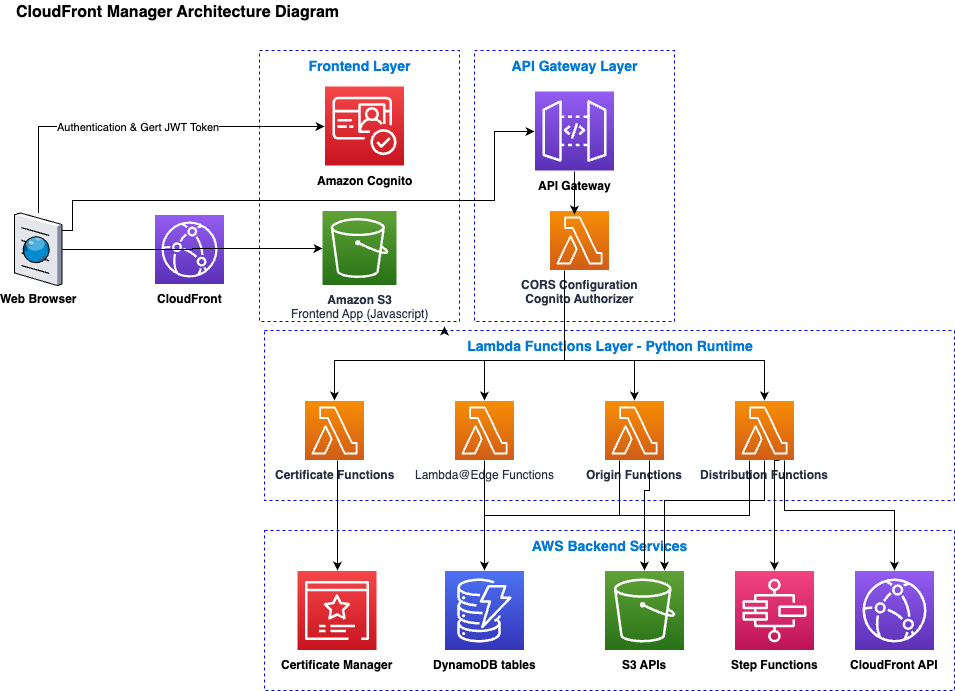 CloudFront Manager Architecture Diagram
Frontend Layer
API Gateway Layer
Authentication & Gert JWT Token
Amazon Cognito
API Gateway
Web Browser
CloudFront
Amazon S3
Frontend App (Javascript)
CORS Configuration
Cognito Authorizer
Lambda Functions Layer - Python Runtime
Certificate Functions
Lambda@Edge Functions
Origin Functions
Distribution Functions
AWS Backend Services
Certificate Manager
DynamoDB tables
S3 APIs
Step Functions
CloudFront API